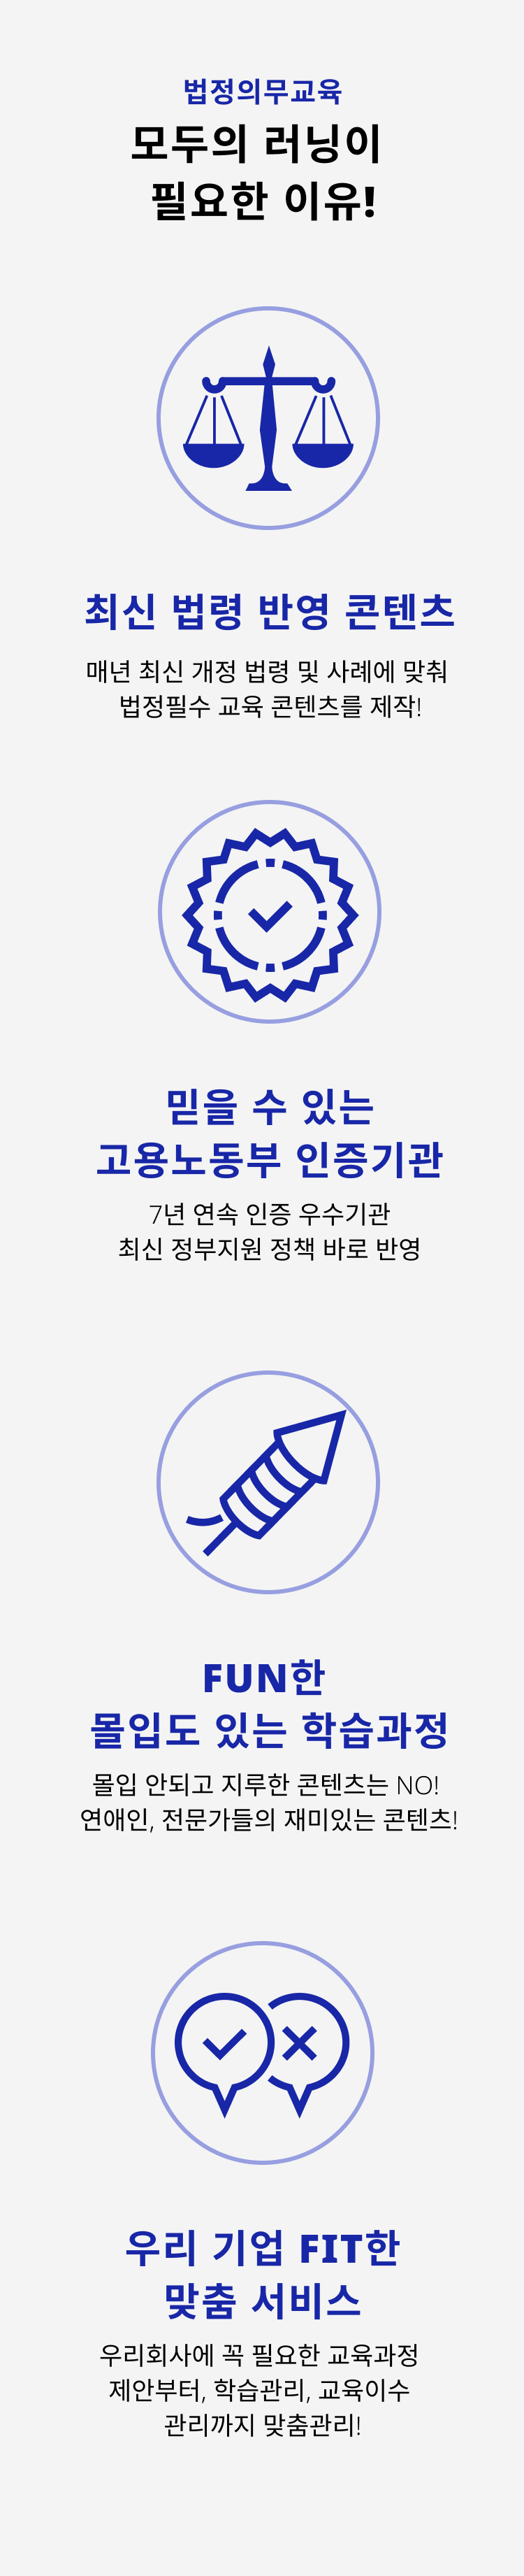 법정의무교육
모두의 러닝이
필요한 이유!
최신 법령 반영 콘텐츠
매년 최신 개정 법령 및 사례에 맞춰
법정필수 교육 콘텐츠를 제작!
믿을 수 있는
고용노동부 인증기관
7년 연속 인증 우수기관
최신 정부지원 정책 바로 반영
FUN한
몰입도 있는 학습과정
몰입 안되고 지루한 콘텐츠는 NO!
연애인, 전문가들의 재미있는 콘텐츠!
우리 기업 FIT한
맞춤 서비스
우리회사에 꼭 필요한 교육과정
제안부터, 학습관리, 교육이수
관리까지 맞춤관리!